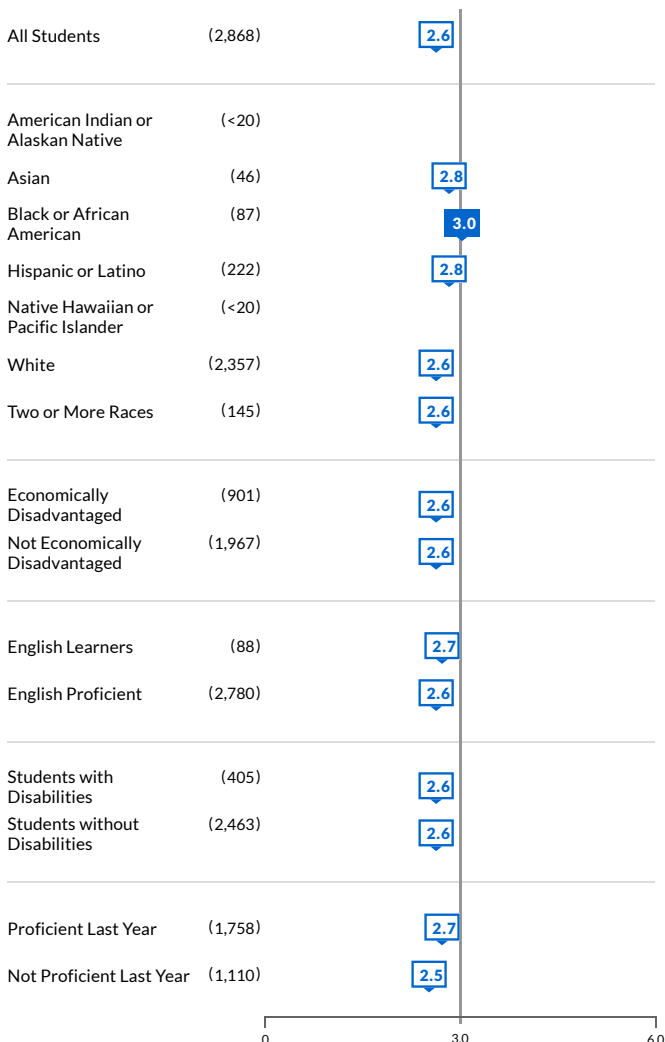 All Students (2,868) 2.6
American Indian or (<20)
Alaskan Native
Asian (46) 2.8
Black or African (87) 3.0
American
Hispanic or Latino (222) 2.8
Native Hawaiian or (<20)
Pacific Islander
White (2,357) 2.6
Two or More Races (145) 2.6
Economically (901) 2.6
Disadvantaged
Not Economically (1,967) 2.6
Disadvantaged
English Learners (88) 2.7
English Proficient (2,780) 2.6
Students with (405) 2.6
Disabilities
Students without (2,463) 2.6
Disabilities
Proficient Last Year (1,758) 2.7
Not Proficient Last Year (1,110) 2.5
0 3.0 6.0